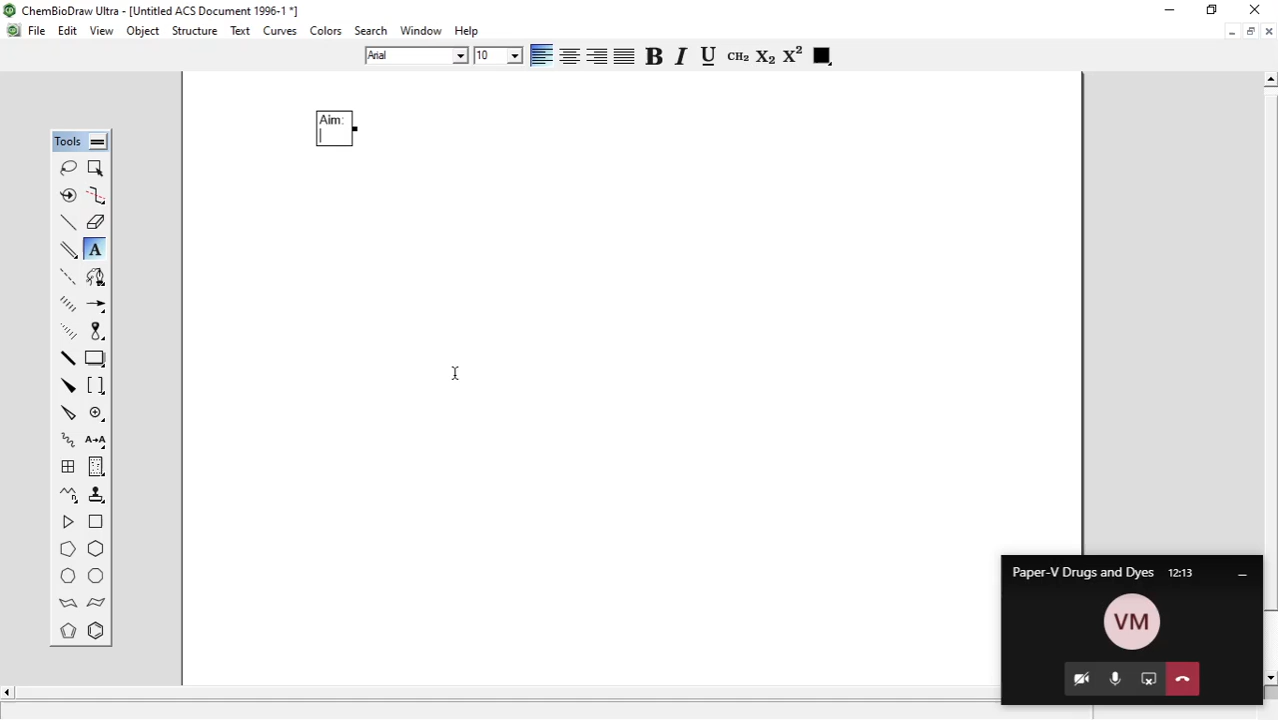 ChemBioDraw Ultra - [Untitled ACS Document 1996-1 *]
File Edit View Object Structure Text Curves Colors Search Window Help
Arial 10 B I U CH2 X2 X2
Aim:
Tools
A
A→A
n
Paper-V Drugs and Dyes 12:13
VM